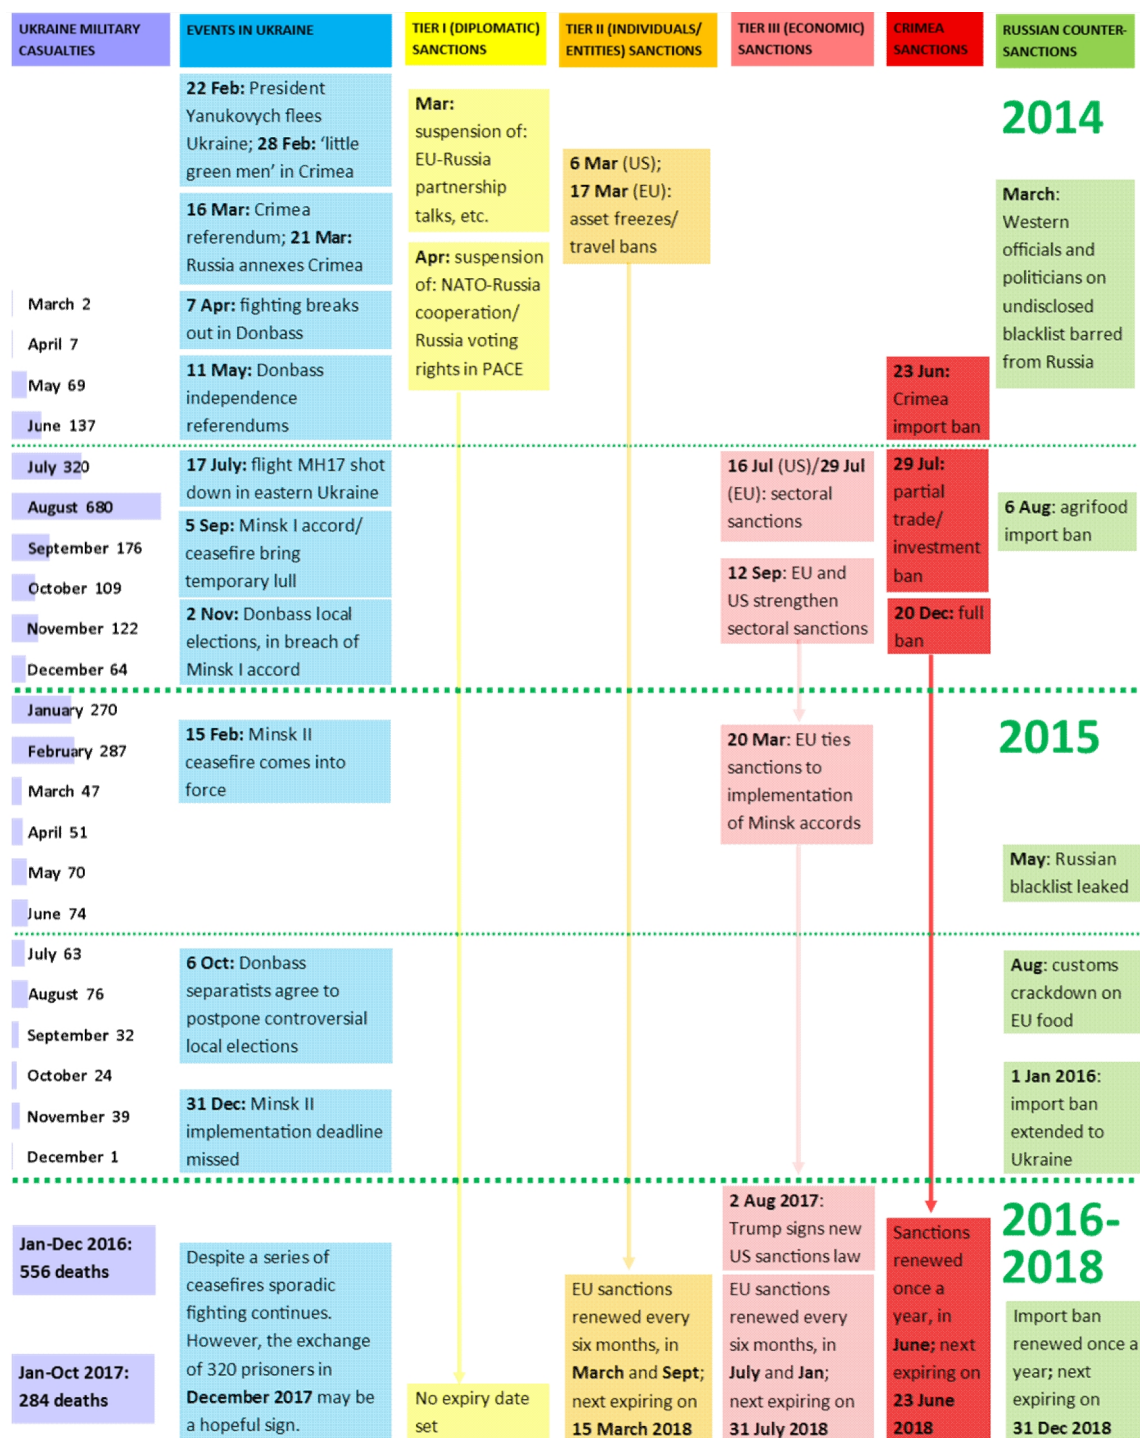 UKRAINE MILITARY
CASUALTIES
EVENTS IN UKRAINE
TIER I (DIPLOMATIC)
SANCTIONS
TIER II (INDIVIDUALS/
ENTITIES) SANCTIONS
TIER III (ECONOMIC)
SANCTIONS
CRIMEA
SANCTIONS
RUSSIAN COUNTER-
SANCTIONS
March 2
April 7
May 69
June 137
July 320
August 680
September 176
October 109
November 122
December 64
January 270
February 287
March 47
April 51
May 70
June 74
July 63
August 76
September 32
October 24
November 39
December 1
Jan-Dec 2016:
556 deaths
Jan-Oct 2017:
284 deaths
22 Feb: President
Yanukovych flees
Ukraine; 28 Feb: 'little
green men' in Crimea
16 Mar: Crimea
referendum; 21 Mar:
Russia annexes Crimea
7 Apr: fighting breaks
out in Donbass
11 May: Donbass
independence
referendums
17 July: flight MH17 shot
down in eastern Ukraine
5 Sep: Minsk I accord/
ceasefire bring
temporary lull
2 Nov: Donbass local
elections, in breach of
Minsk I accord
15 Feb: Minsk II
ceasefire comes into
force
6 Oct: Donbass
separatists agree to
postpone controversial
local elections
31 Dec: Minsk II
implementation deadline
missed
Despite a series of
ceasefires sporadic
fighting continues.
However, the exchange
of 320 prisoners in
December 2017 may be
a hopeful sign.
Mar:
suspension of:
EU-Russia
partnership
talks, etc.
Apr: suspension
of: NATO-Russia
cooperation/
Russia voting
rights in PACE
No expiry date
set
6 Mar (US);
17 Mar (EU):
asset freezes/
travel bans
EU sanctions
renewed every
six months, in
March and Sept;
next expiring on
15 March 2018
16 Jul (US)/29 Jul
(EU): sectoral
sanctions
12 Sep: EU and
US strengthen
sectoral sanctions
20 Mar: EU ties
sanctions to
implementation
of Minsk accords
2 Aug 2017:
Trump signs new
US sanctions law
EU sanctions
renewed every
six months, in
July and Jan;
next expiring on
31 July 2018
23 Jun:
Crimea
import ban
29 Jul:
partial
trade/
investment
ban
20 Dec: full
ban
Sanctions
renewed
once a
year, in
June; next
expiring on
23 June
2018
2014
March:
Western
officials and
politicians on
undisclosed
blacklist barred
from Russia
6 Aug: agrifood
import ban
2015
May: Russian
blacklist leaked
Aug: customs
crackdown on
EU food
1 Jan 2016:
import ban
extended to
Ukraine
2016-
2018
Import ban
renewed once a
year; next
expiring on
31 Dec 2018